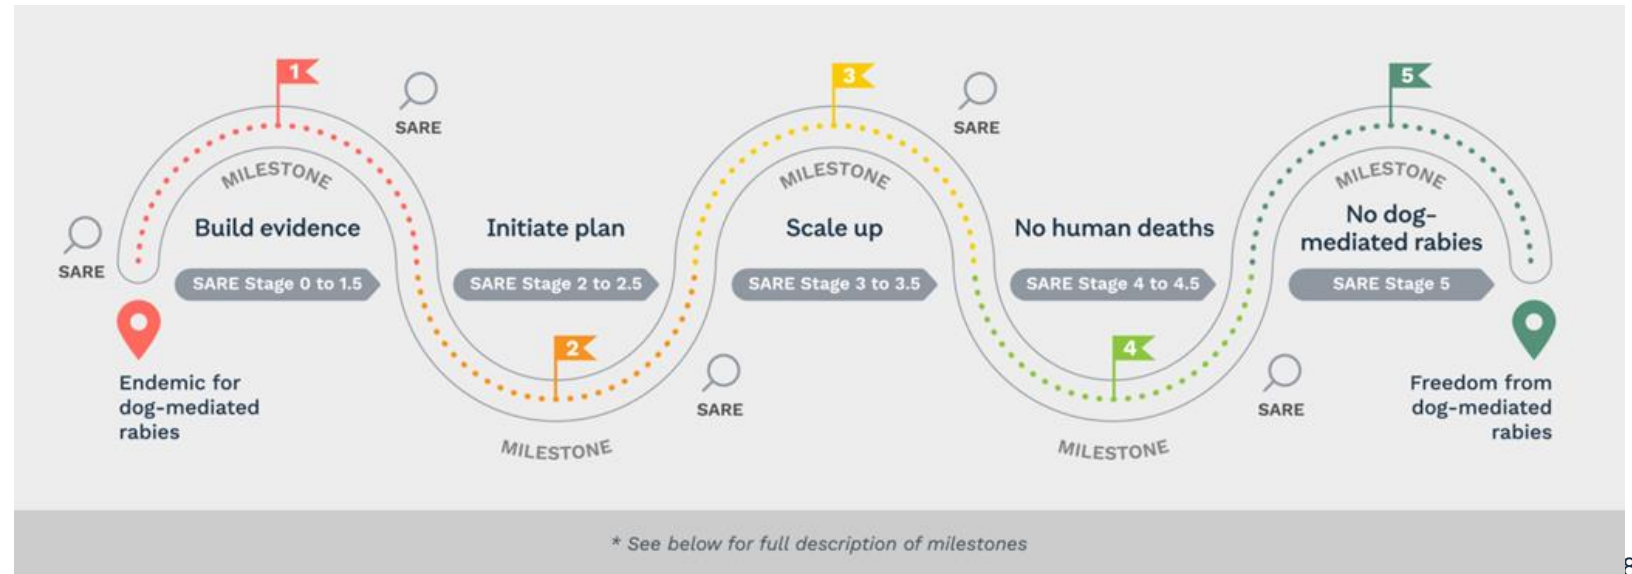 1
SARE
3
SARE
5
MILESTONE
MILESTONE
MILESTONE
Build evidence
Initiate plan
Scale up
No human deaths
No dog-
mediated rabies
SARE
SARE Stage 0 to 1.5
SARE Stage 2 to 2.5
SARE Stage 3 to 3.5
SARE Stage 4 to 4.5
SARE Stage 5
2
4
Endemic for
dog-mediated
rabies
SARE
SARE
Freedom from
dog-mediated
rabies
MILESTONE
MILESTONE
* See below for full description of milestones